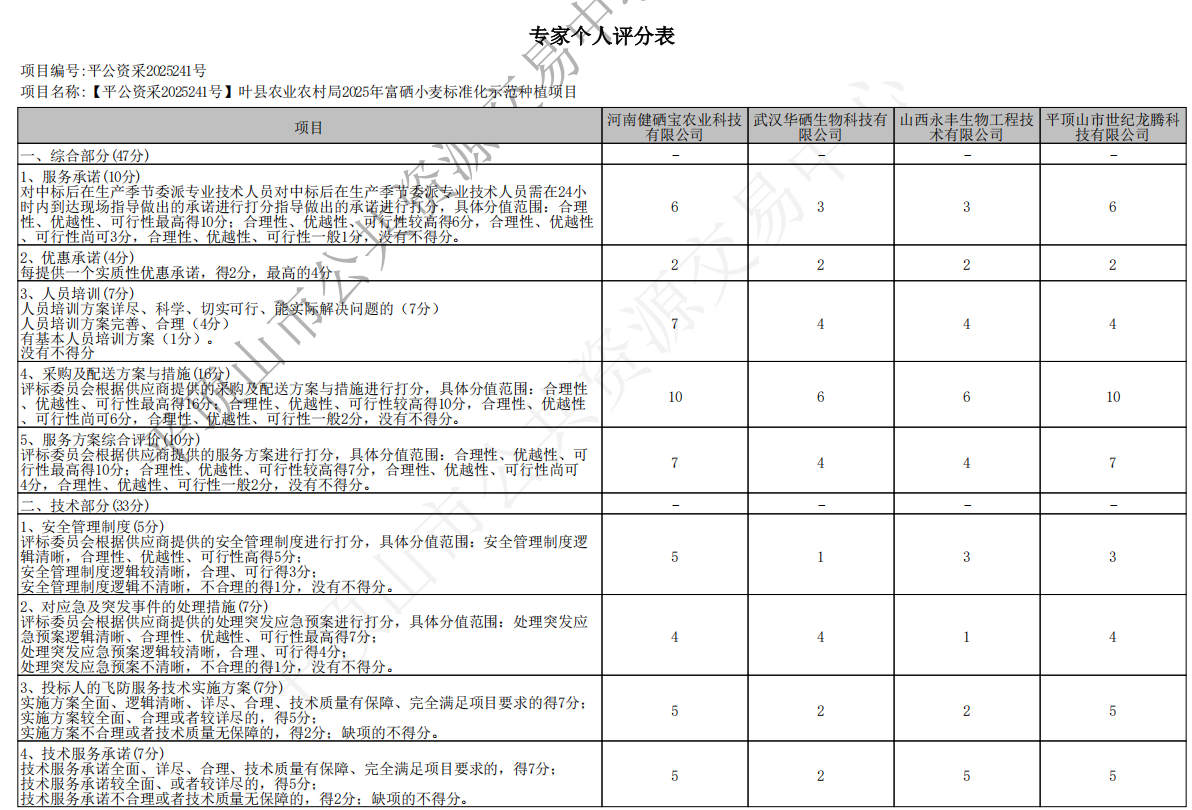 专家个人评分表
项目编号:平公资采2025241号
项目名称:【平公资采2025241号】叶县农业农村局2025年富硒小麦标准化示范种植项目
项目
河南健硒宝农业科技
有限公司
武汉华硒生物科技有
限公司
山西永丰生物工程技
术有限公司
平顶山市世纪龙腾科
技有限公司
一、综合部分(47分)
-
-
-
-
1、服务承诺(10分)
对中标后在生产季节委派专业技术人员对中标后在生产季节委派专业技术人员需在24小
时内到达现场指导做出的承诺进行打分指导做出的承诺进行打分，具体分值范围：合理
性、优越性、可行性最高得10分；合理性、优越性、可行性较高得6分，合理性、优越性
、可行性尚可3分，合理性、优越性、可行性一般1分，没有不得分。
6
3
3
6
2、优惠承诺(4分)
每提供一个实质性优惠承诺，得2分，最高的4分
2
2
2
2
3、人员培训(7分)
人员培训方案详尽、科学、切实可行、能实际解决问题的（7分）
人员培训方案完善、合理（4分）
有基本人员培训方案（1分）。
没有不得分
7
4
4
4
4、采购及配送方案与措施(16分)
评标委员会根据供应商提供的采购及配送方案与措施进行打分，具体分值范围：合理性
、优越性、可行性最高得16分；合理性、优越性、可行性较高得10分，合理性、优越性
、可行性尚可6分，合理性、优越性、可行性一般2分，没有不得分。
10
6
6
10
5、服务方案综合评价(10分)
评标委员会根据供应商提供的服务方案进行打分，具体分值范围：合理性、优越性、可
行性最高得10分；合理性、优越性、可行性较高得7分，合理性、优越性、可行性尚可
4分，合理性、优越性、可行性一般2分，没有不得分。
7
4
4
7
二、技术部分(33分)
-
-
-
-
1、安全管理制度(5分)
评标委员会根据供应商提供的安全管理制度进行打分，具体分值范围：安全管理制度逻
辑清晰，合理性、优越性、可行性高得5分；
安全管理制度逻辑较清晰，合理、可行得3分；
安全管理制度逻辑不清晰，不合理的得1分，没有不得分。
5
1
3
3
2、对应急及突发事件的处理措施(7分)
评标委员会根据供应商提供的处理突发应急预案进行打分，具体分值范围：处理突发应
急预案逻辑清晰、合理性、优越性、可行性最高得7分；
处理突发应急预案逻辑较清晰，合理、可行得4分；
处理突发应急预案不清晰，不合理的得1分，没有不得分。
4
4
1
4
3、投标人的飞防服务技术实施方案(7分)
实施方案全面、逻辑清晰、详尽、合理、技术质量有保障、完全满足项目要求的得7分；
实施方案较全面、合理或者较详尽的，得5分；
实施方案不合理或者技术质量无保障的，得2分；缺项的不得分。
5
2
2
5
4、技术服务承诺(7分)
技术服务承诺全面、详尽、合理、技术质量有保障、完全满足项目要求的，得7分；
技术服务承诺较全面、或者较详尽的，得5分；
技术服务承诺不合理或者技术质量无保障的，得2分；缺项的不得分。
5
2
5
5
平顶山市公共资源交易中心
平顶山市公共资源交易中心